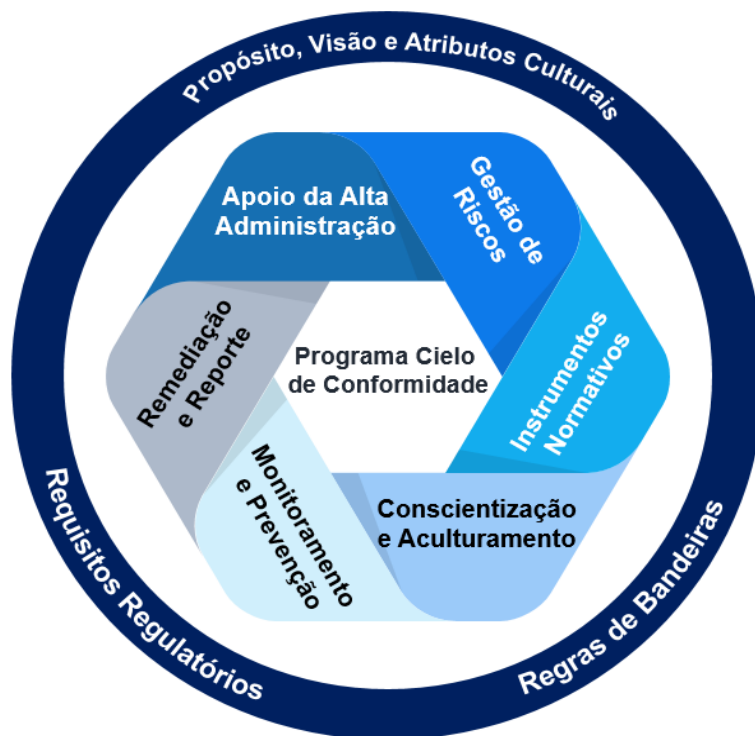 Propósito, Visão e Atributos Culturais
Apoio da Alta
Administração
Gestão de
Riscos
Instrumentos
Normativos
Conscientização
e Aculturamento
Monitoramento
e Prevenção
Remediação
e Reporte
Programa Cielo
de Conformidade
Requisitos Regulatórios
Regras de Bandeiras